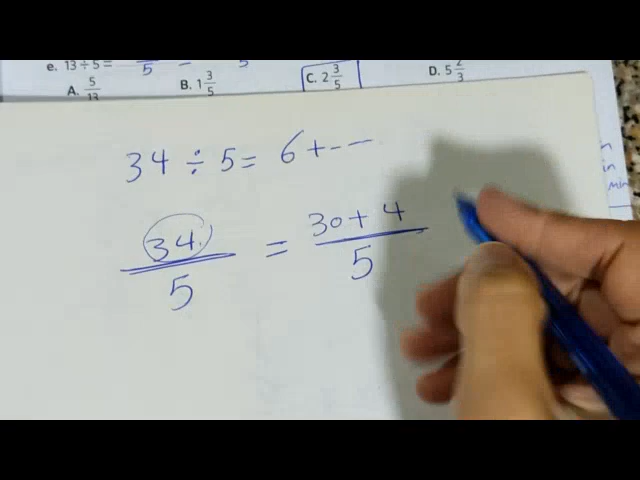 e. 13 ÷ 5 = 5
A. 5/13 B. 1 3/5 C. 2 3/5 D. 5 2/3
34 ÷ 5 = 6 + - -
34/5 = 30 + 4/5